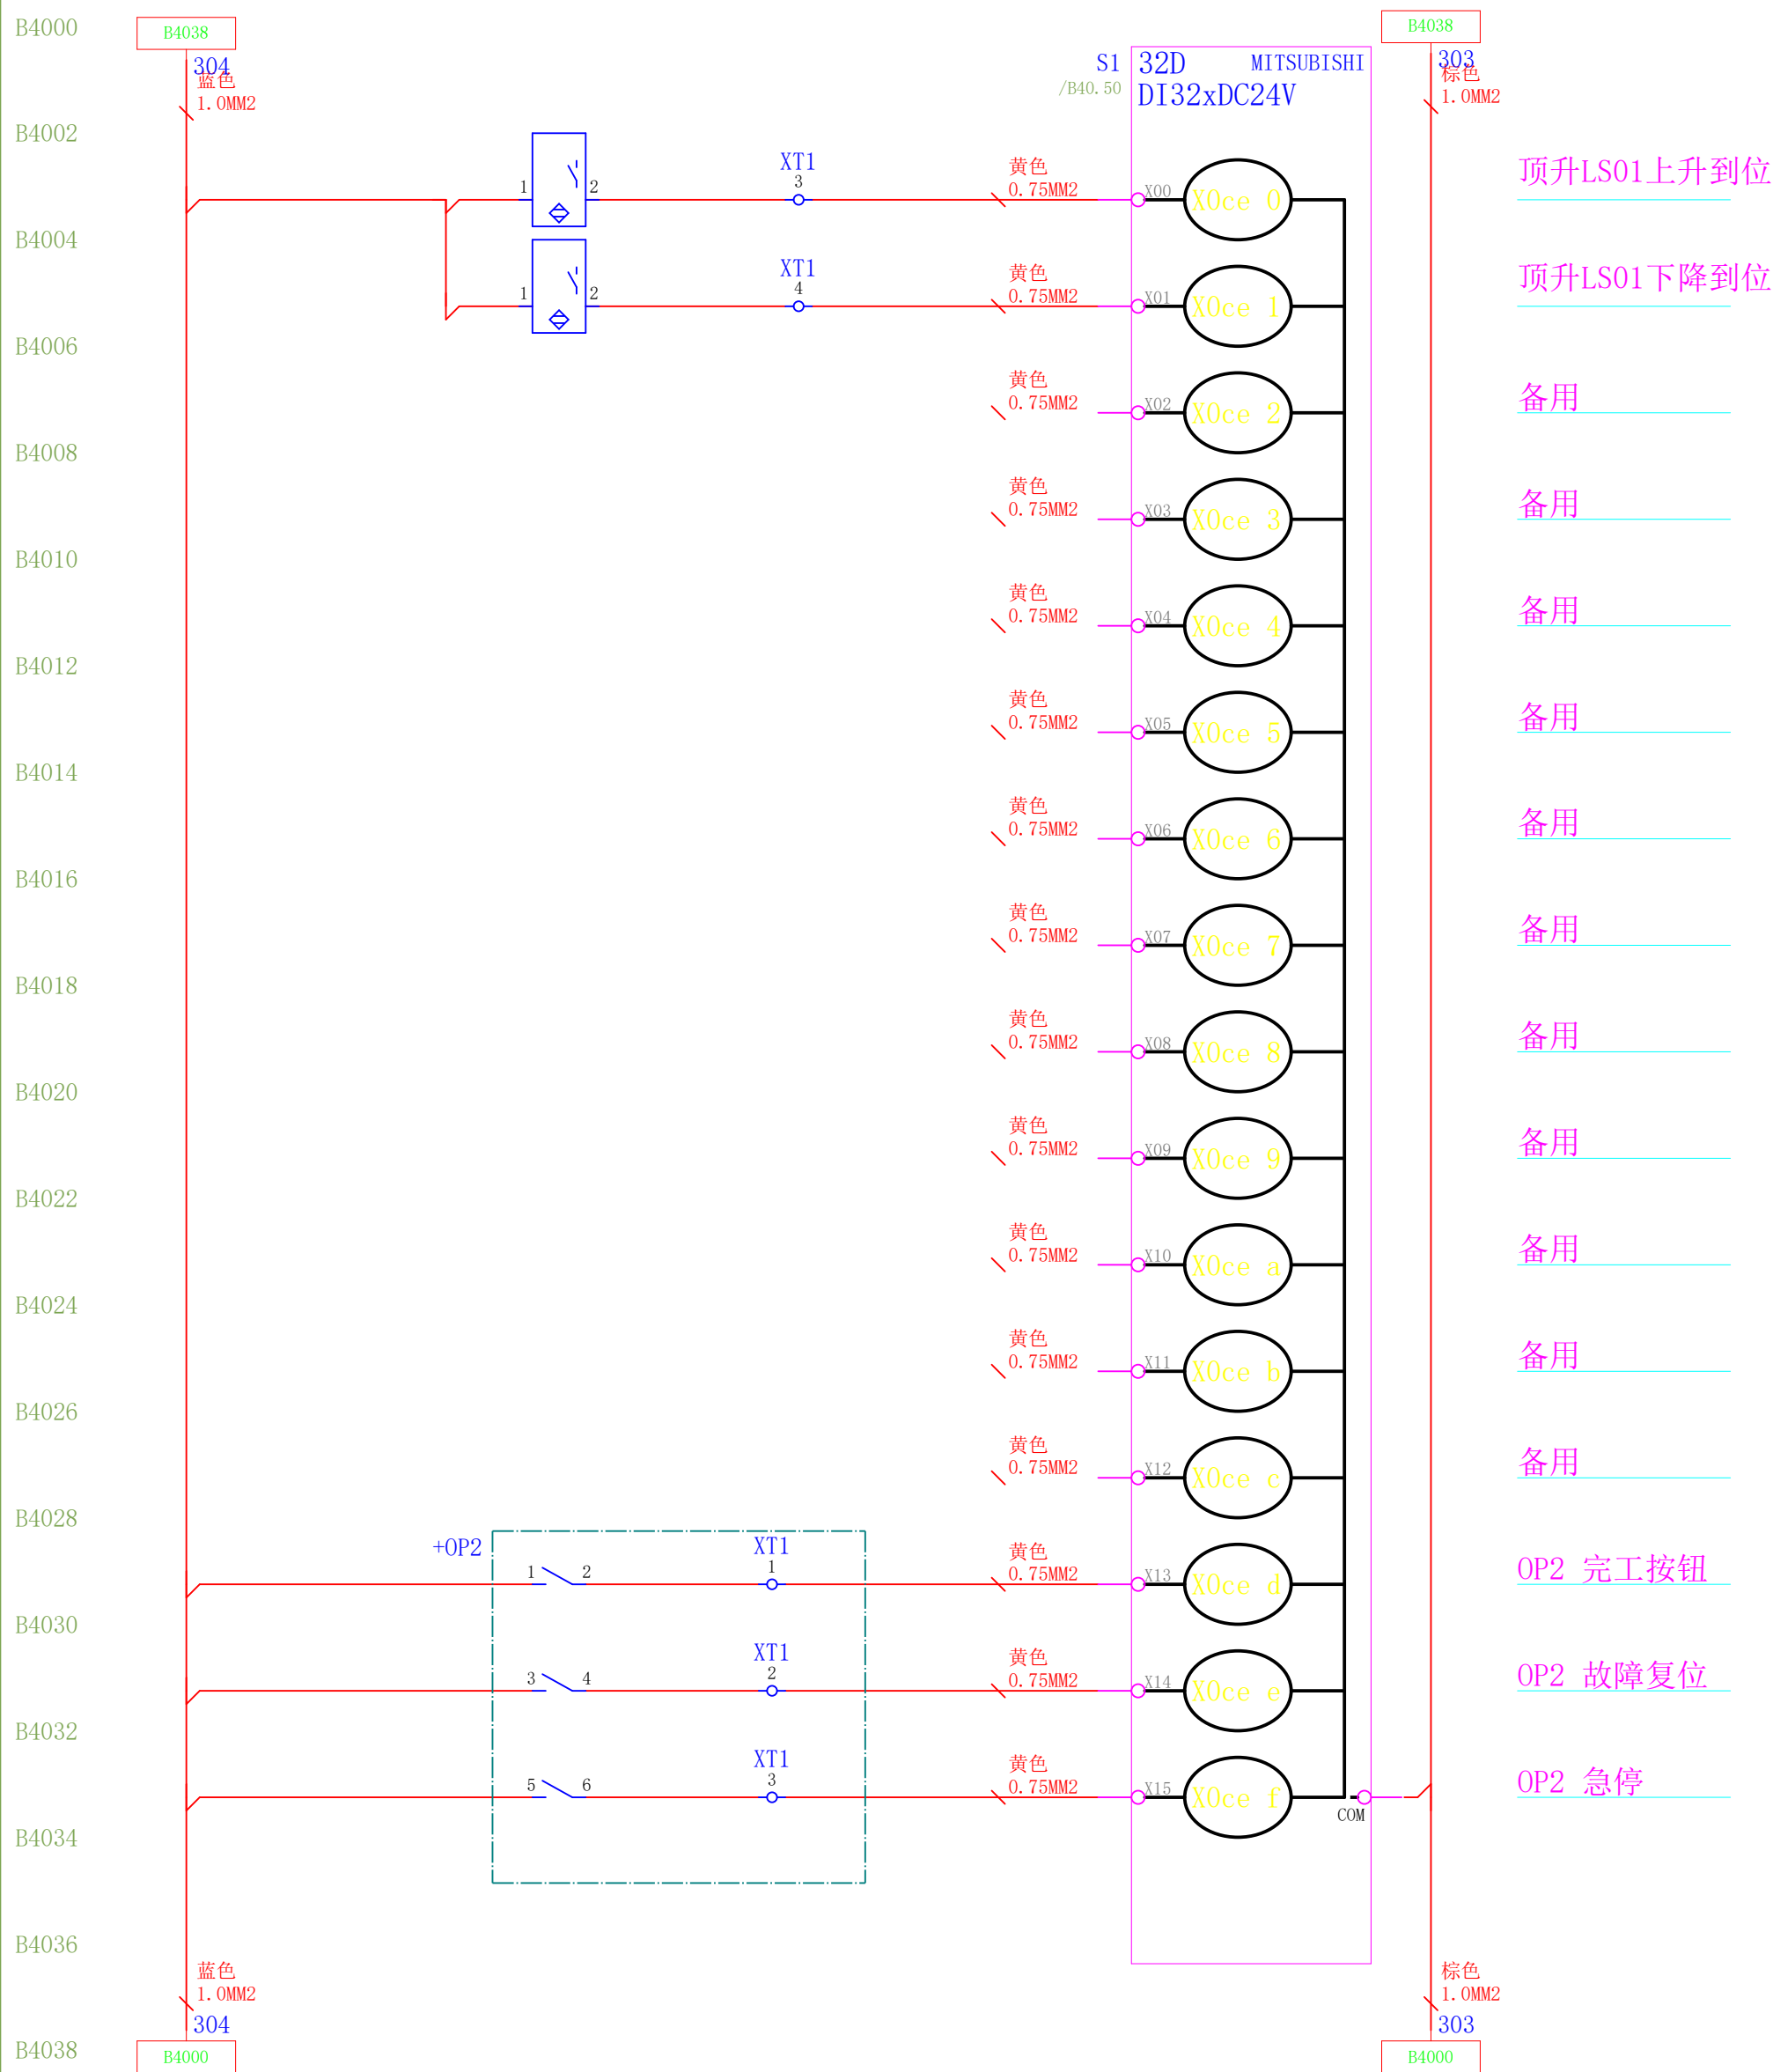 B4000
B4038
304
蓝色
1.0MM2
S1
/B40.50
32D
MITSUBISHI
DI32xDC24V
B4038
303
棕色
1.0MM2
B4002
1
2
XT1
3
黄色
0.75MM2
X00
X0ce 0
顶升LS01上升到位
B4004
1
2
XT1
4
黄色
0.75MM2
X01
X0ce 1
顶升LS01下降到位
B4006
黄色
0.75MM2
X02
X0ce 2
备用
B4008
黄色
0.75MM2
X03
X0ce 3
备用
B4010
黄色
0.75MM2
X04
X0ce 4
备用
B4012
黄色
0.75MM2
X05
X0ce 5
备用
B4014
黄色
0.75MM2
X06
X0ce 6
备用
B4016
黄色
0.75MM2
X07
X0ce 7
备用
B4018
黄色
0.75MM2
X08
X0ce 8
备用
B4020
黄色
0.75MM2
X09
X0ce 9
备用
B4022
黄色
0.75MM2
X10
X0ce a
备用
B4024
黄色
0.75MM2
X11
X0ce b
备用
B4026
黄色
0.75MM2
X12
X0ce c
备用
B4028
+OP2
1
2
XT1
1
黄色
0.75MM2
X13
X0ce d
OP2 完工按钮
B4030
3
4
XT1
2
黄色
0.75MM2
X14
X0ce e
OP2 故障复位
B4032
5
6
XT1
3
黄色
0.75MM2
X15
X0ce f
COM
OP2 急停
B4034
B4036
蓝色
1.0MM2
304
棕色
1.0MM2
303
B4038
B4000
B4000